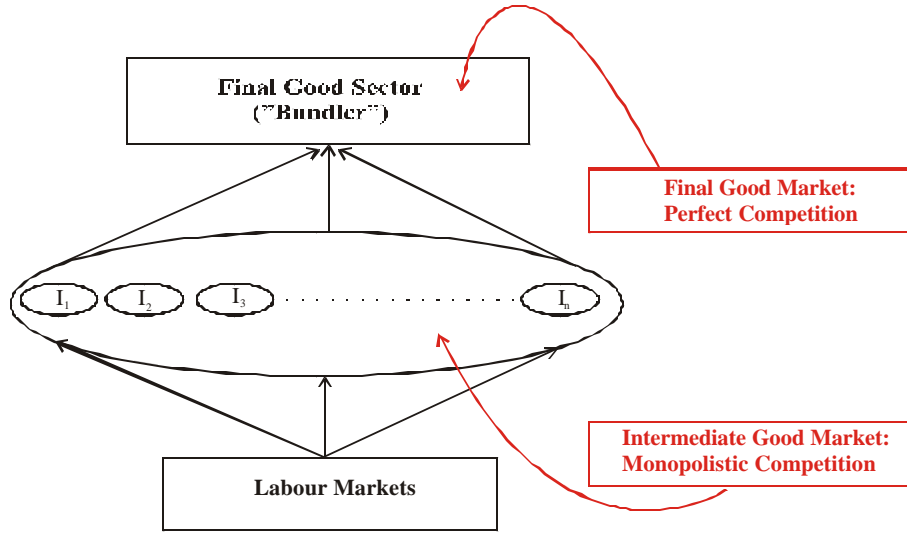 Final Good Sector
("Bundler")
Final Good Market:
Perfect Competition
I1 I2 I3 . . . . . . . . . . . . . . . . . . . In
Intermediate Good Market:
Monopolistic Competition
Labour Markets